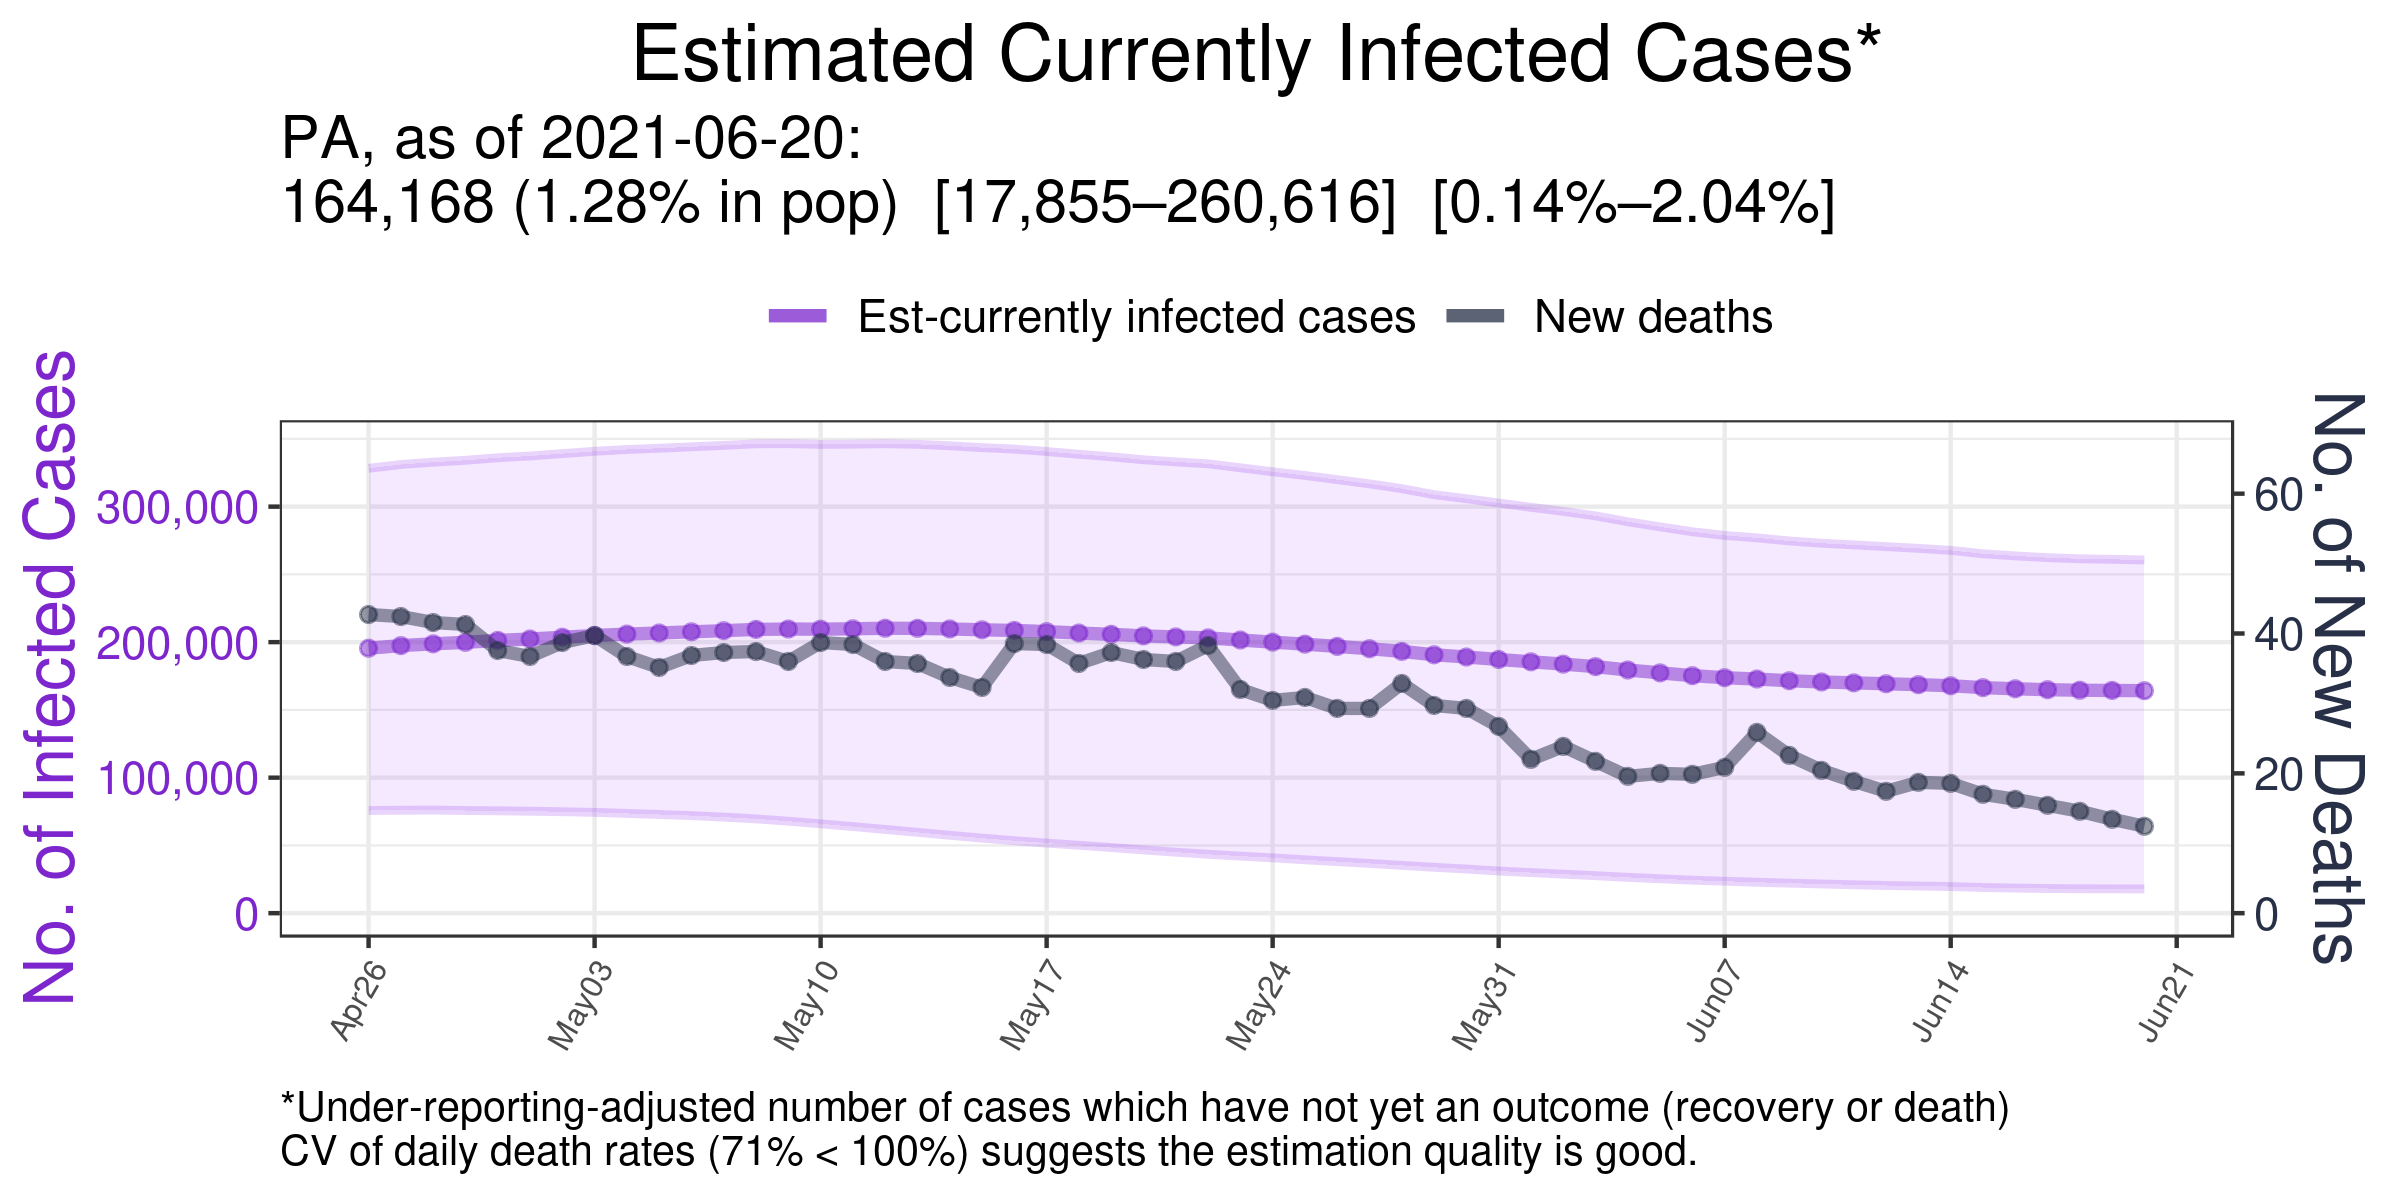 Estimated Currently Infected Cases*
PA, as of 2021-06-20:
164,168 (1.28% in pop) [17,855–260,616] [0.14%–2.04%]
Est-currently infected cases New deaths
No. of Infected Cases
300,000
200,000
100,000
0
No. of New Deaths
60
40
20
0
Apr26
May03
May10
May17
May24
May31
Jun07
Jun14
Jun21
*Under-reporting-adjusted number of cases which have not yet an outcome (recovery or death)
CV of daily death rates (71% < 100%) suggests the estimation quality is good.